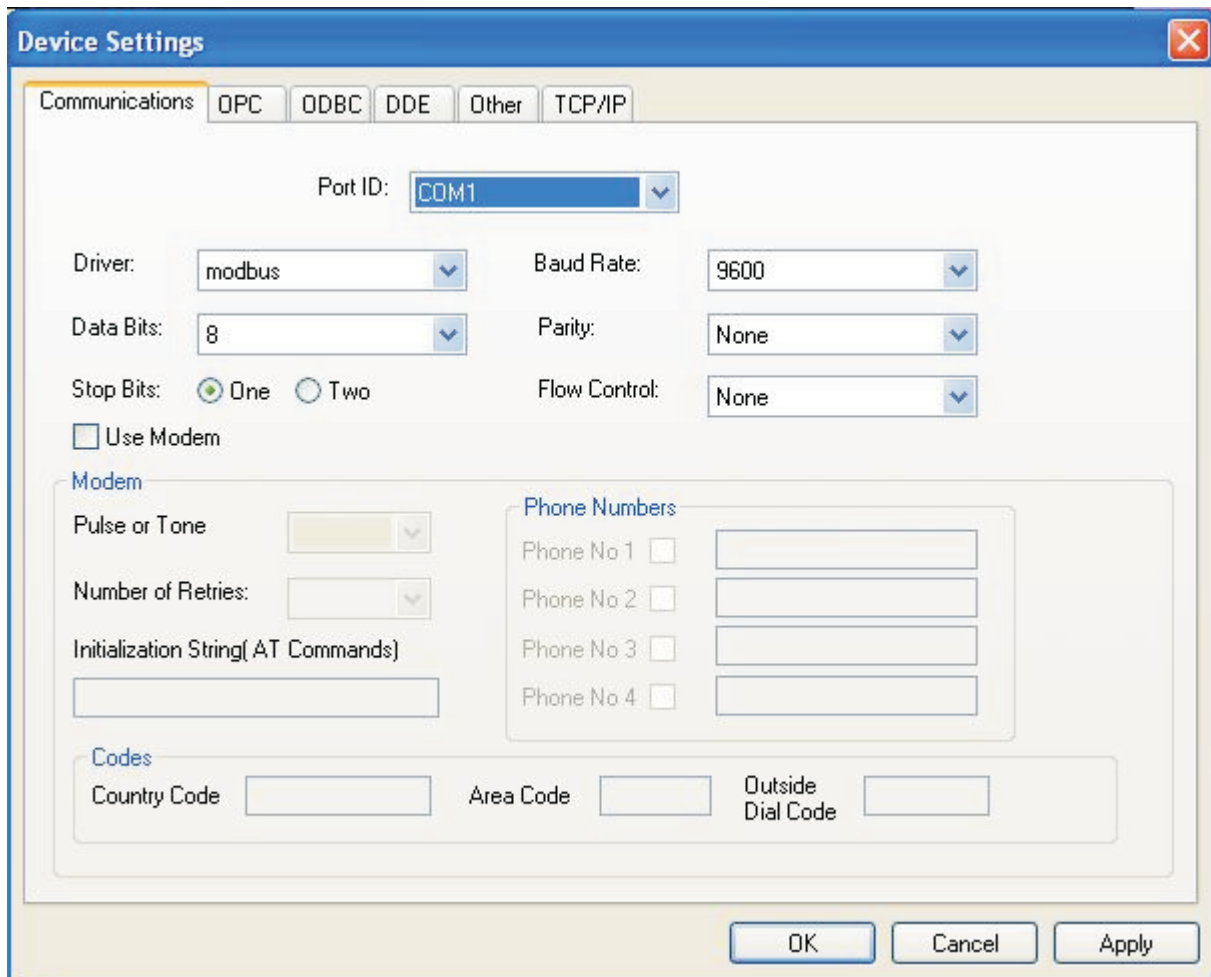 Device Settings
Communications OPC ODBC DDE Other TCP/IP
Port ID: COM1
Driver: modbus Baud Rate: 9600
Data Bits: 8 Parity: None
Stop Bits: One Two Flow Control: None
Use Modem
Modem
Pulse or Tone
Number of Retries:
Initialization String( AT Commands)
Phone Numbers
Phone No 1
Phone No 2
Phone No 3
Phone No 4
Codes
Country Code Area Code Outside
Dial Code
OK Cancel Apply